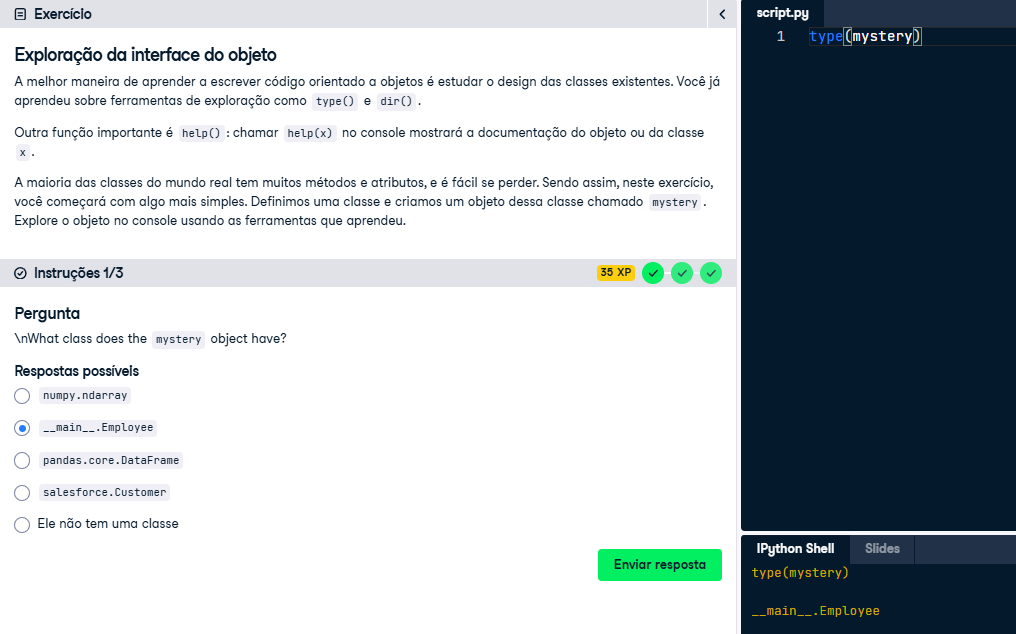 Exercício
Exploração da interface do objeto
A melhor maneira de aprender a escrever código orientado a objetos é estudar o design das classes existentes. Você já
aprendeu sobre ferramentas de exploração como type() e dir().
Outra função importante é help(): chamar help(x) no console mostrará a documentação do objeto ou da classe
x.
A maioria das classes do mundo real tem muitos métodos e atributos, e é fácil se perder. Sendo assim, neste exercício,
você começará com algo mais simples. Definimos uma classe e criamos um objeto dessa classe chamado mystery.
Explore o objeto no console usando as ferramentas que aprendeu.
Instruções 1/3
35 XP
Pergunta
\nWhat class does the mystery object have?
Respostas possíveis
numpy.ndarray
__main__.Employee
pandas.core.DataFrame
salesforce.Customer
Ele não tem uma classe
Enviar resposta
script.py
1 type(mystery)
IPython Shell Slides
type(mystery)
__main__.Employee